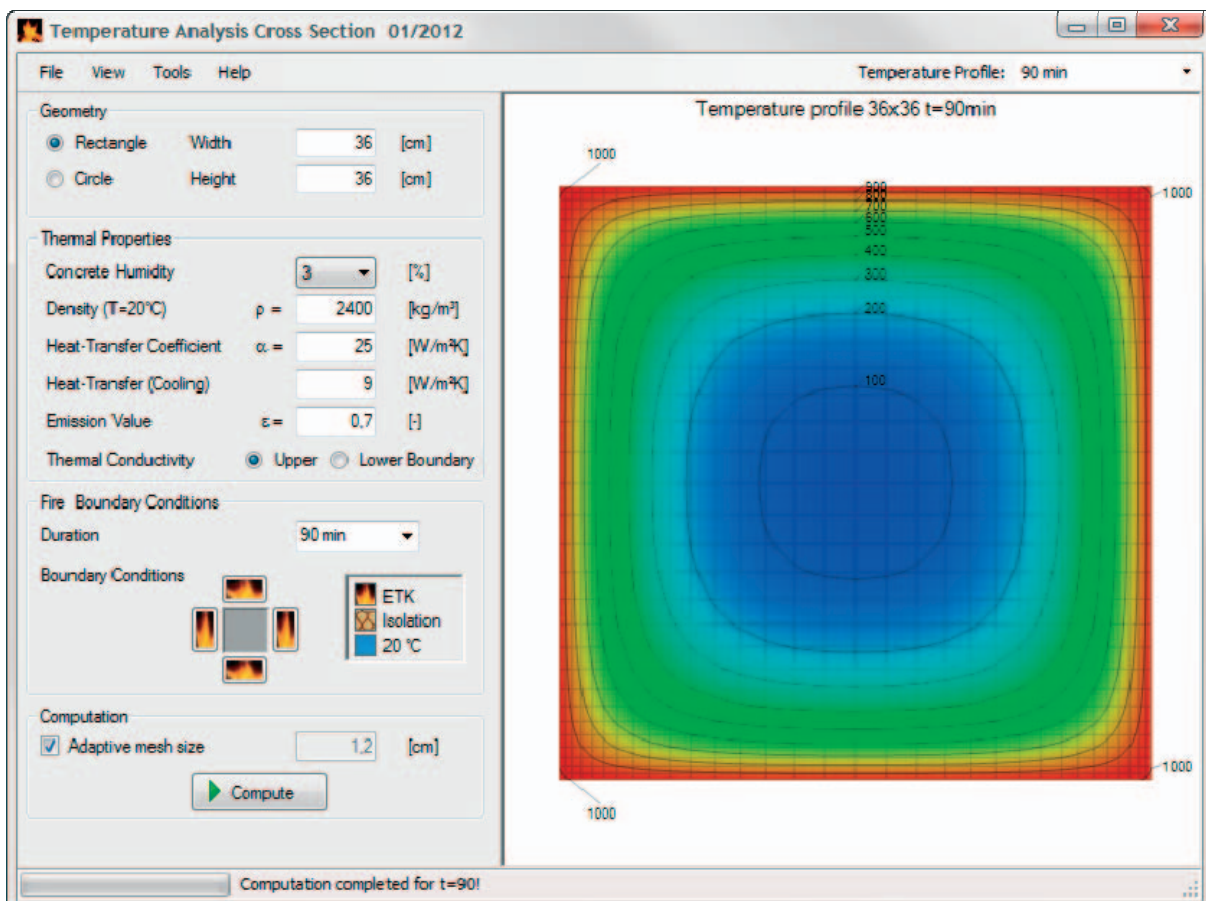 Temperature Analysis Cross Section 01/2012
File View Tools Help
Temperature Profile: 90 min
Geometry
Rectangle Width 36 [cm]
Circle Height 36 [cm]
Thermal Properties
Concrete Humidity 3 [%]
Density (T=20°C) ρ = 2400 [kg/m³]
Heat-Transfer Coefficient α = 25 [W/m²K]
Heat-Transfer (Cooling) 9 [W/m²K]
Emission Value ε = 0,7 [-]
Thermal Conductivity Upper Lower Boundary
Fire Boundary Conditions
Duration 90 min
Boundary Conditions
ETK
Isolation
20 °C
Computation
Adaptive mesh size 1,2 [cm]
Compute
Temperature profile 36x36 t=90min
1000
1000
900
800
700
600
500
400
300
200
100
1000
1000
Computation completed for t=90!